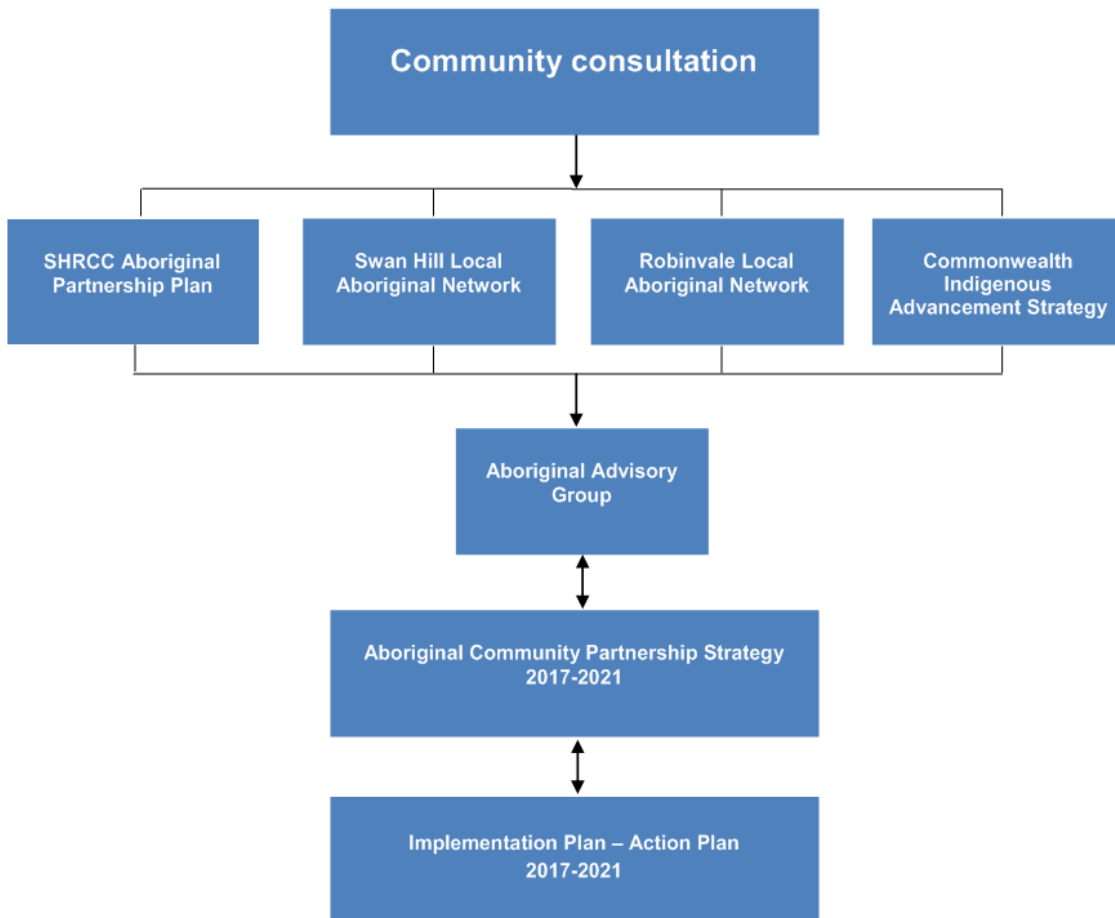 Community consultation
SHRCC Aboriginal
Partnership Plan
Swan Hill Local
Aboriginal Network
Robinvale Local
Aboriginal Network
Commonwealth
Indigenous
Advancement Strategy
Aboriginal Advisory
Group
Aboriginal Community Partnership Strategy
2017-2021
Implementation Plan – Action Plan
2017-2021